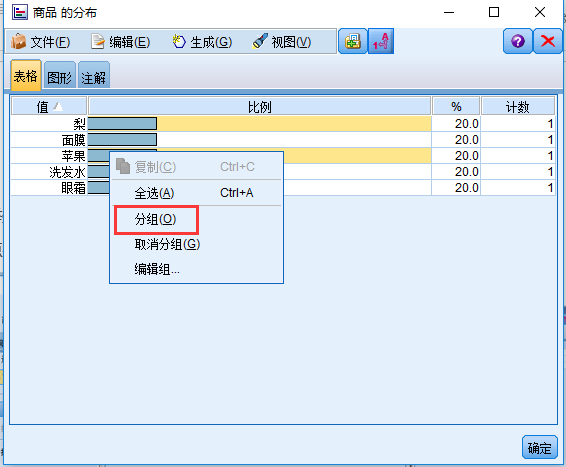 商品 的分布
文件(F) 编辑(E) 生成(G) 视图(V)
表格 图形 注解
值 比例 % 计数
梨 20.0 1
面膜 20.0 1
苹果 20.0 1
洗发水 20.0 1
眼箱 20.0 1
复制(C) Ctrl+C
全选(A) Ctrl+A
分组(O)
取消分组(G)
编辑组...
确定